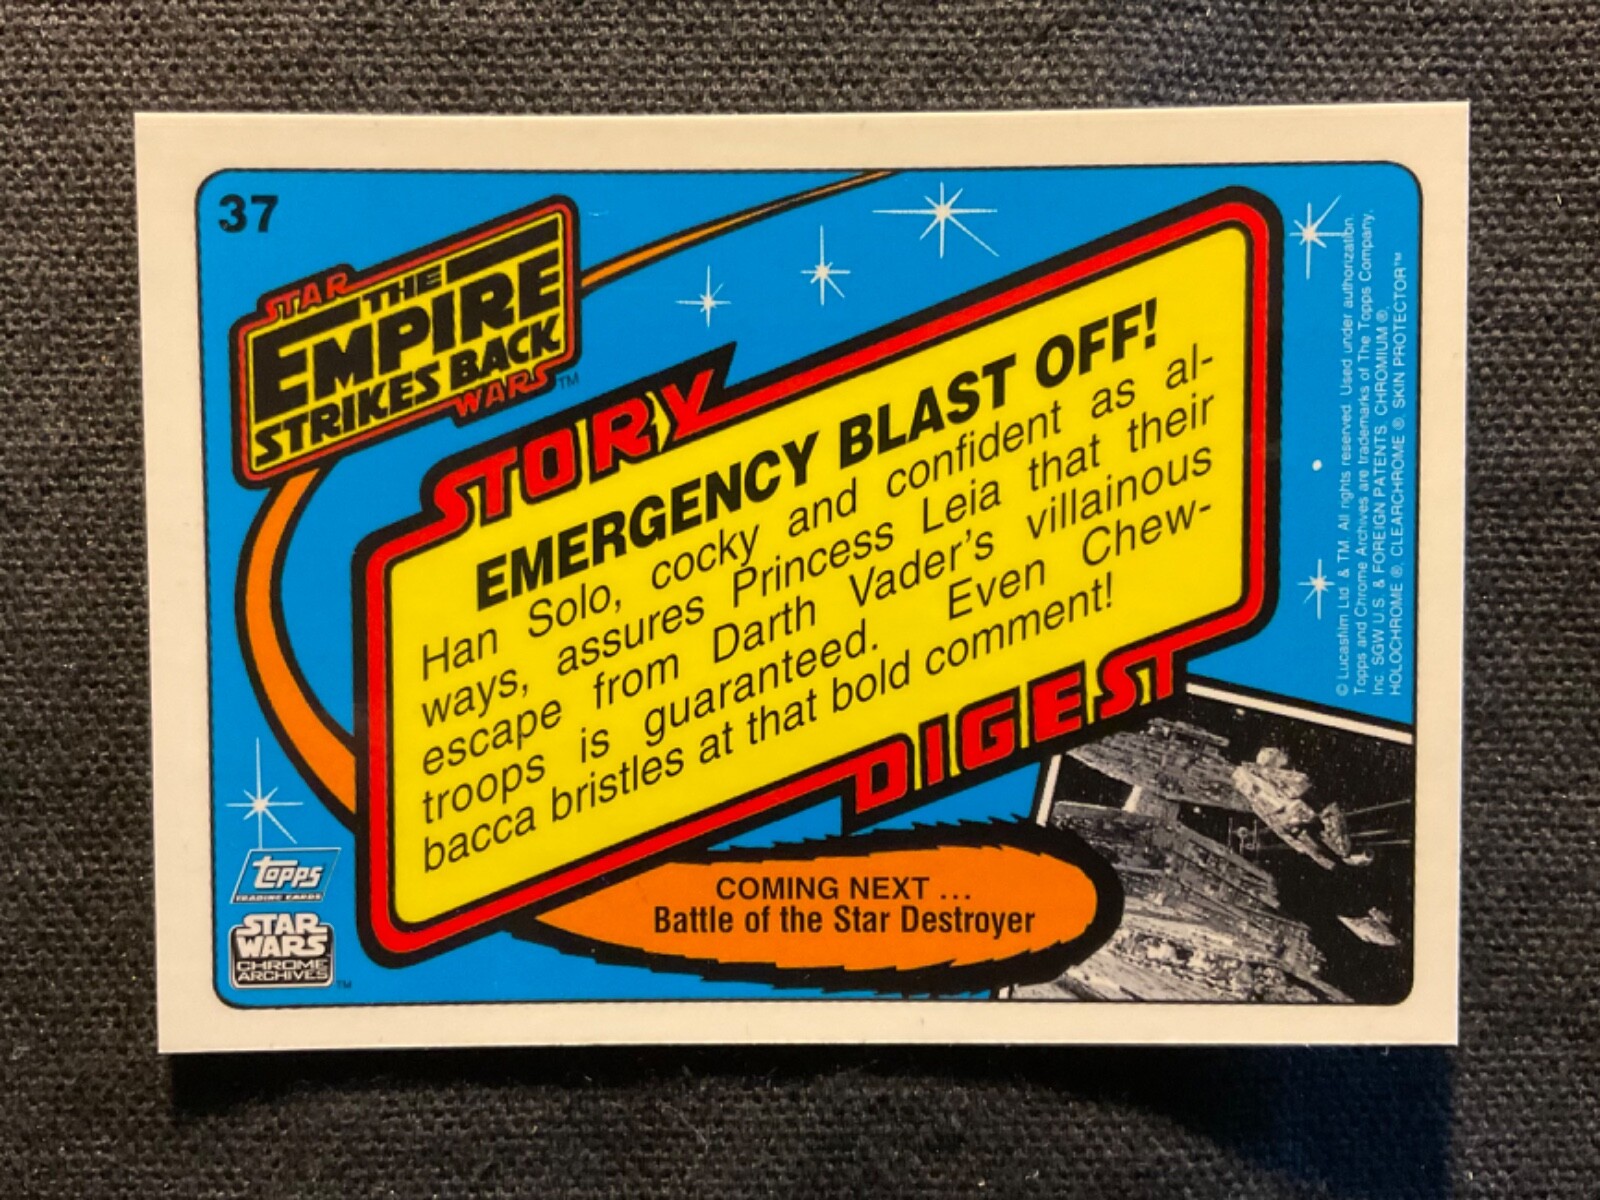 37
STAR
THE
EMPIRE
STRIKES BACK
WARS™
STORY
EMERGENCY BLAST OFF!
Han Solo, cocky and confident as al-
ways, assures Princess Leia that their
escape from Darth Vader's villainous
troops is guaranteed. Even Chew-
bacca bristles at that bold comment!
DIGEST
COMING NEXT ...
Battle of the Star Destroyer
TOPPS
TRADING CARDS
STAR
WARS
CHROME
ARCHIVES™
© Lucasfilm Ltd & TM. All rights reserved. Used under authorization.
Topps and Chrome Archives are trademarks of The Topps Company,
Inc. SGW U.S. & FOREIGN PATENTS. CHROMIUM ®,
HOLOCHROME ®, CLEARCHROME ®, SKIN PROTECTOR™